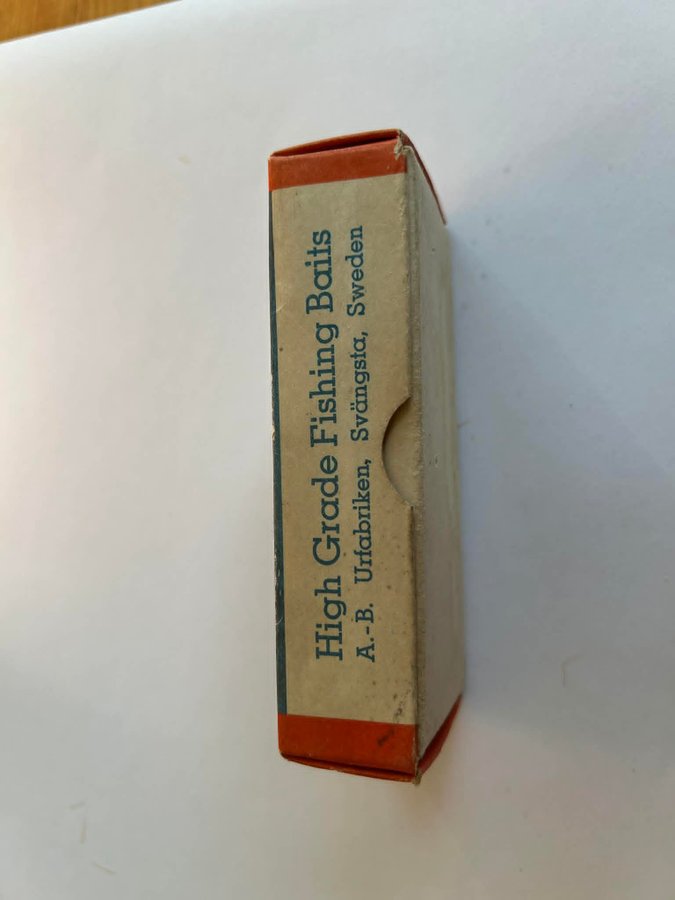 High Grade Fishing Baits
A.-B. Urfabriken, Svängsta, Sweden